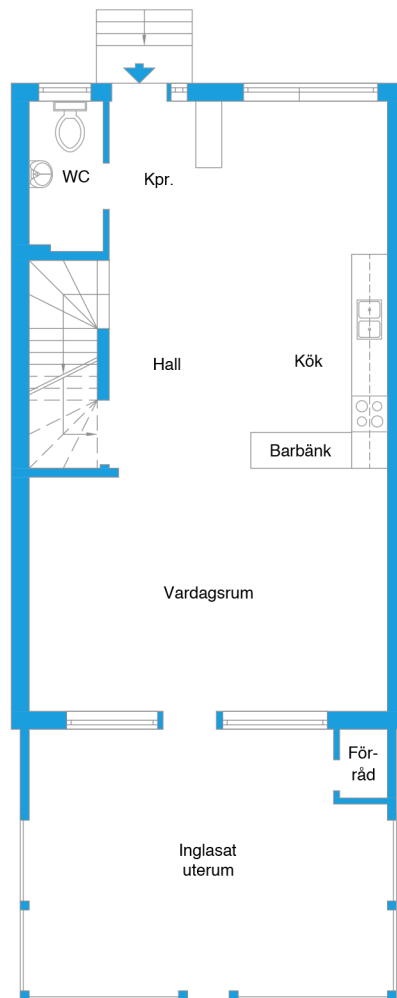 WC
Kpr.
Hall
Kök
Barbänk
Vardagsrum
För-
råd
Inglasat
uterum